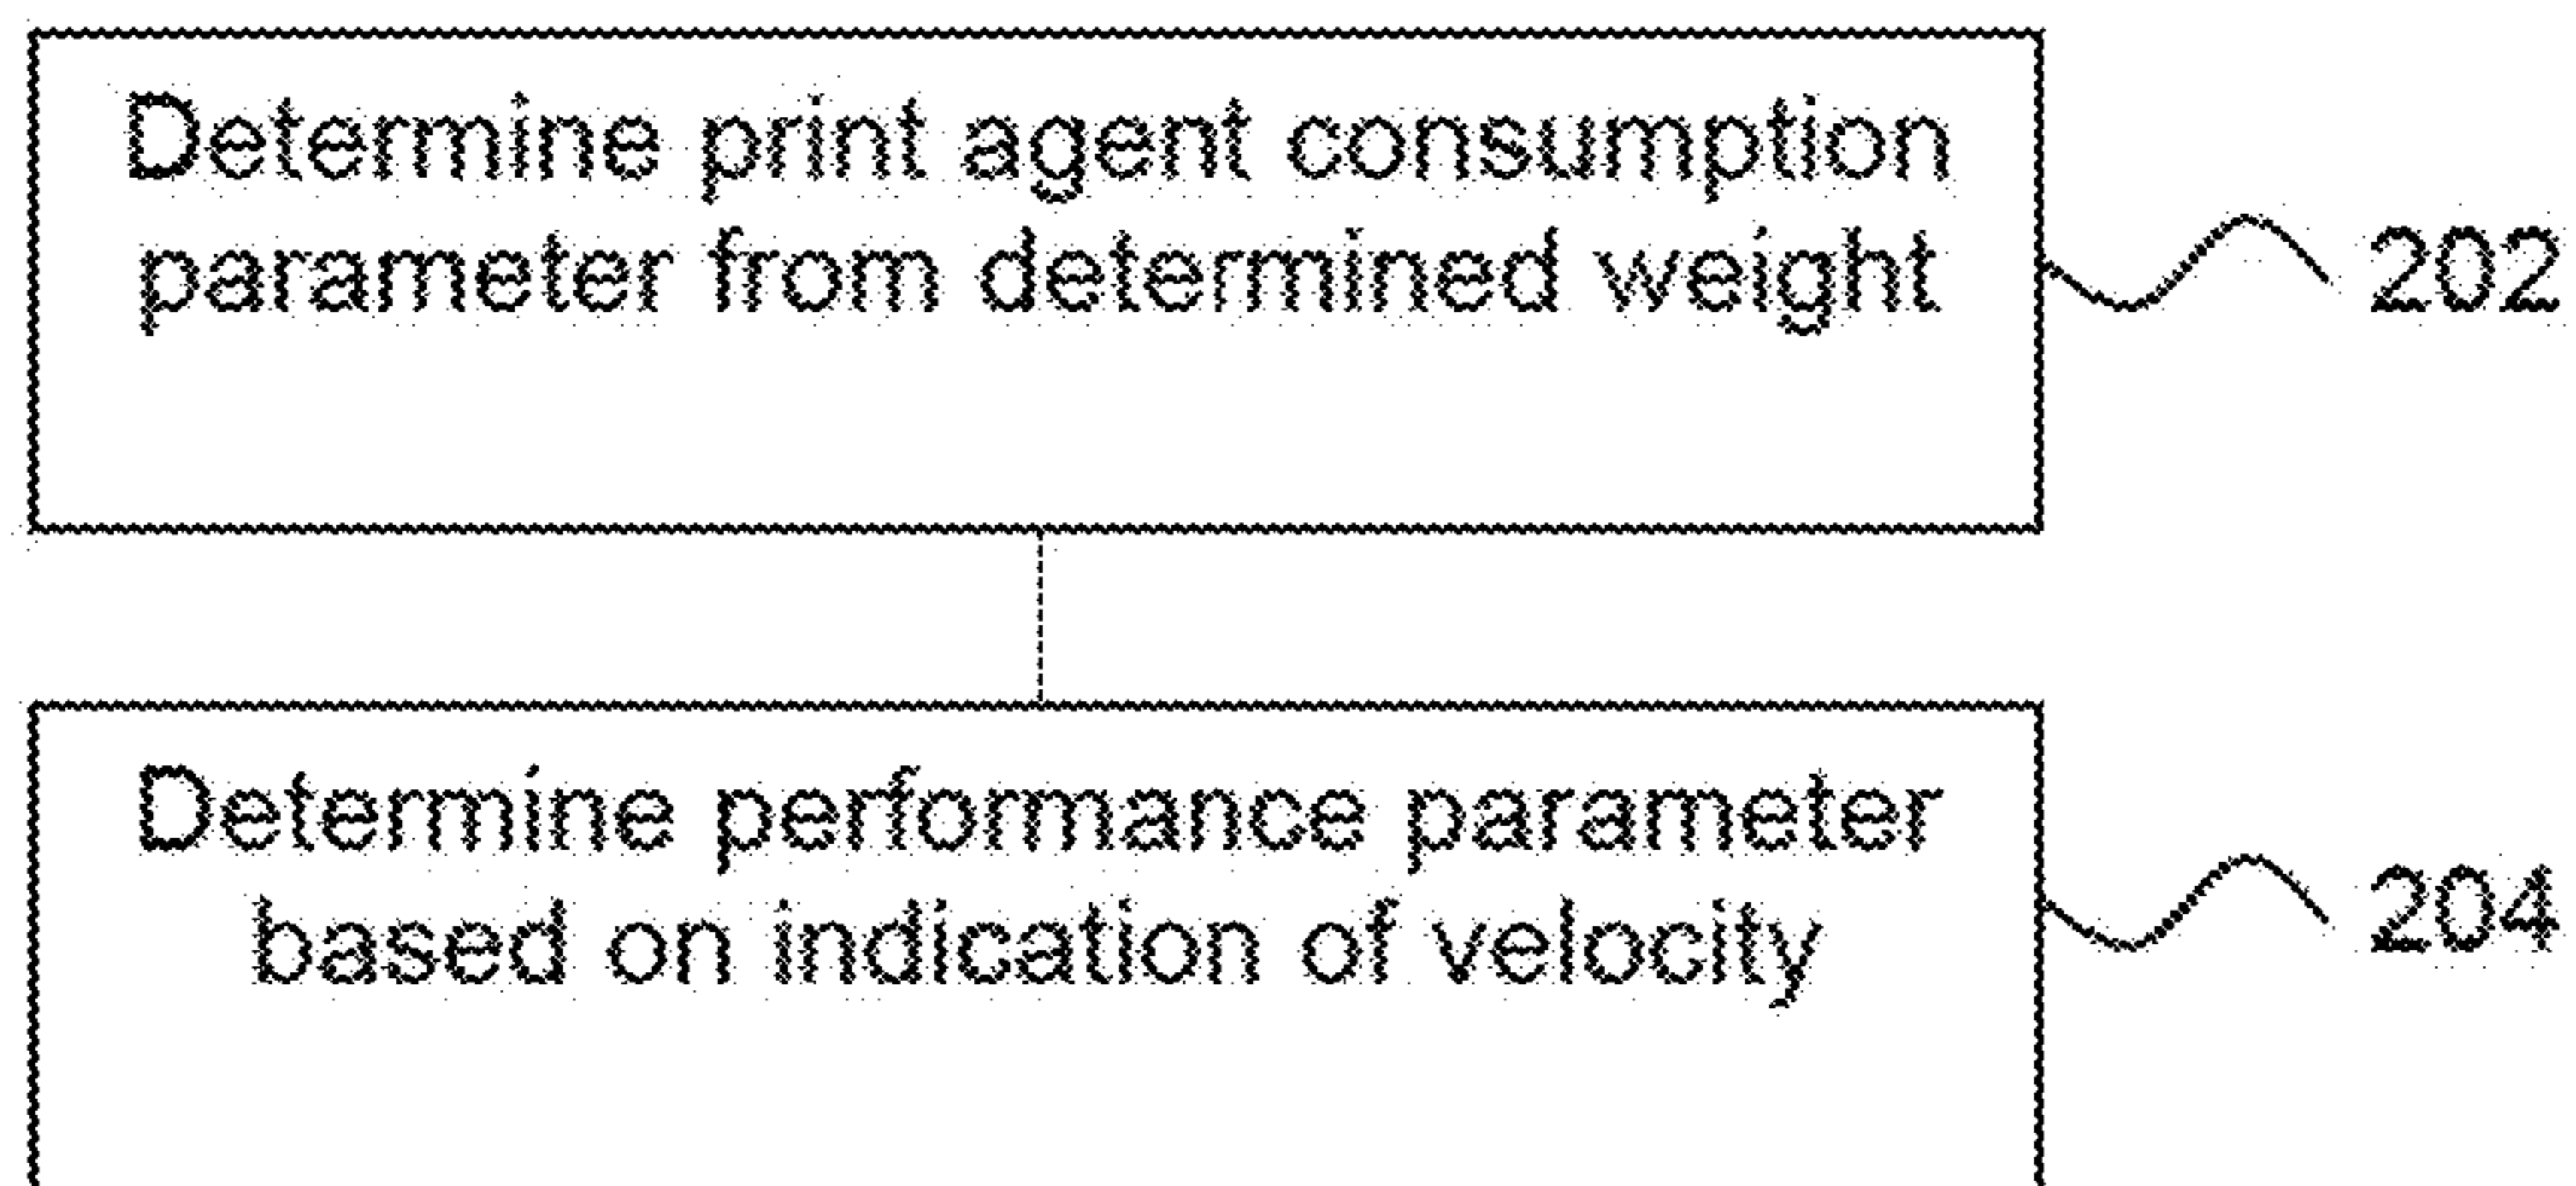 Determine print agent consumption
parameter from determined weight
202
Determine performance parameter
based on indication of velocity
204